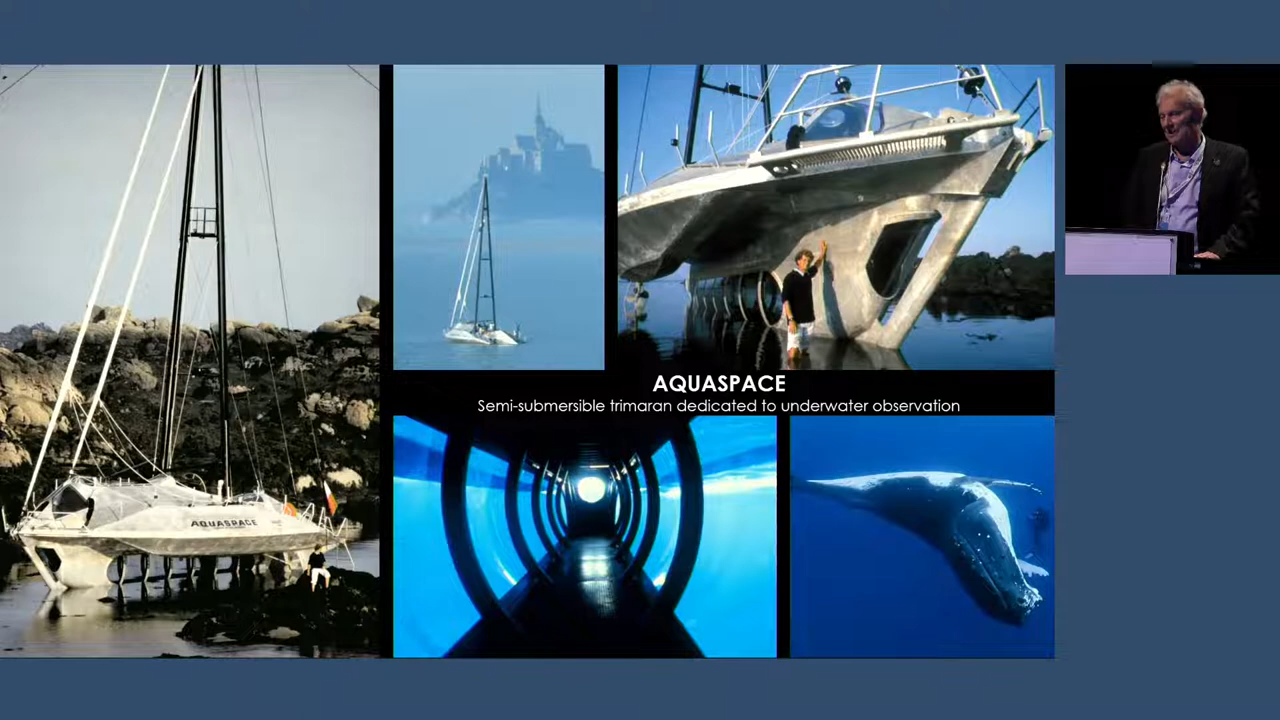 AQUASPACE
Semi-submersible trimaran dedicated to underwater observation
AQUASPACE